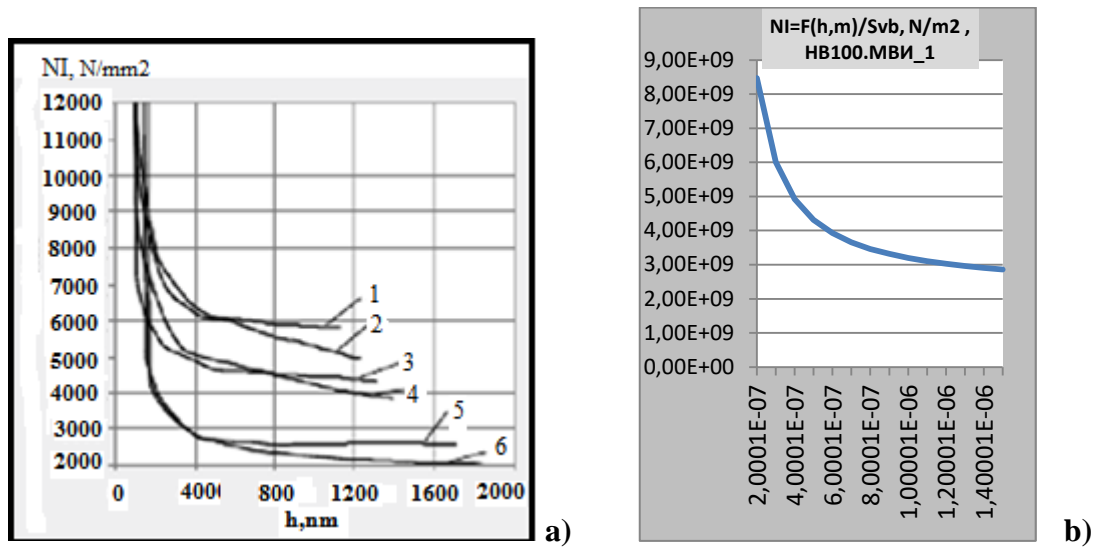 NI, N/mm2
12000
11000
10000
9000
8000
7000
6000
5000
4000
3000
2000
1
2
3
4
5
6
0 400 800 1200 1600 2000
h,nm
a)
NI=F(h,m)/Svb, N/m2 ,
HB100.МВИ_1
9,00E+09
8,00E+09
7,00E+09
6,00E+09
5,00E+09
4,00E+09
3,00E+09
2,00E+09
1,00E+09
0,00E+00
2,0001E-07
4,0001E-07
6,0001E-07
8,0001E-07
1,00001E-06
1,20001E-06
1,40001E-06
b)